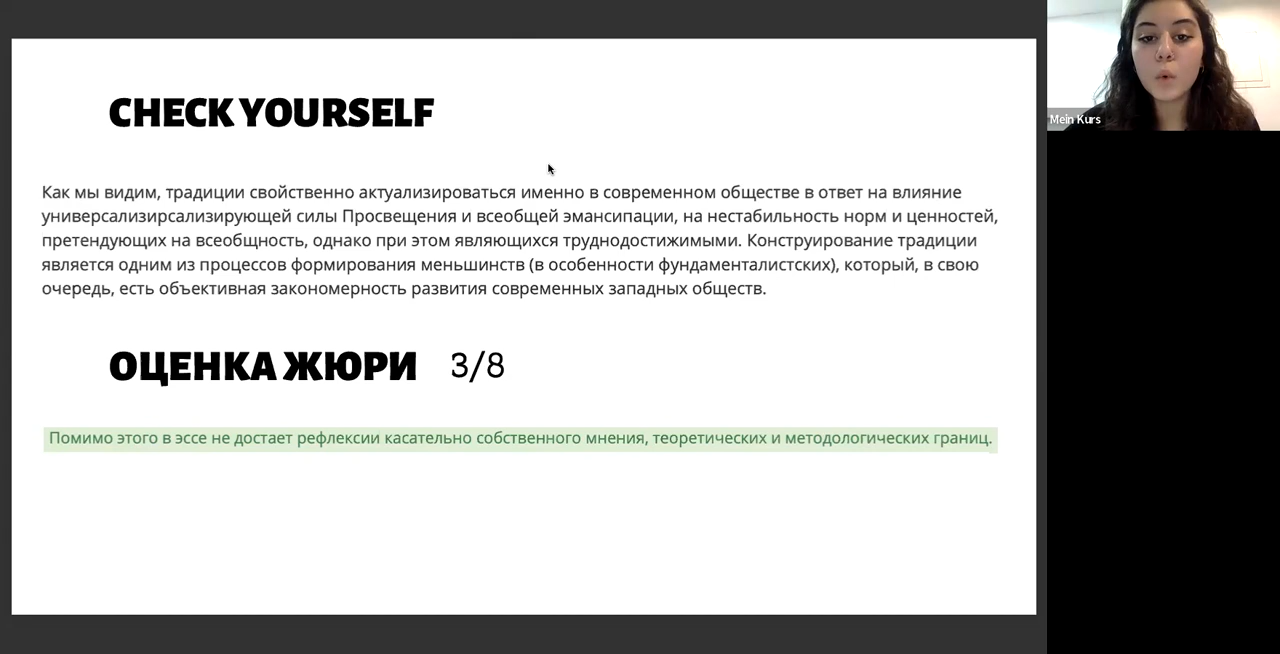 CHECK YOURSELF
Как мы видим, традиции свойственно актуализироваться именно в современном обществе в ответ на влияние
универсализирсализирующей силы Просвещения и всеобщей эмансипации, на нестабильность норм и ценностей,
претендующих на всеобщность, однако при этом являющихся труднодостижимыми. Конструирование традиции
является одним из процессов формирования меньшинств (в особенности фундаменталистских), который, в свою
очередь, есть объективная закономерность развития современных западных обществ.
ОЦЕНКА ЖЮРИ 3/8
Помимо этого в эссе не достает рефлексии касательно собственного мнения, теоретических и методологических границ.
Mein Kurs